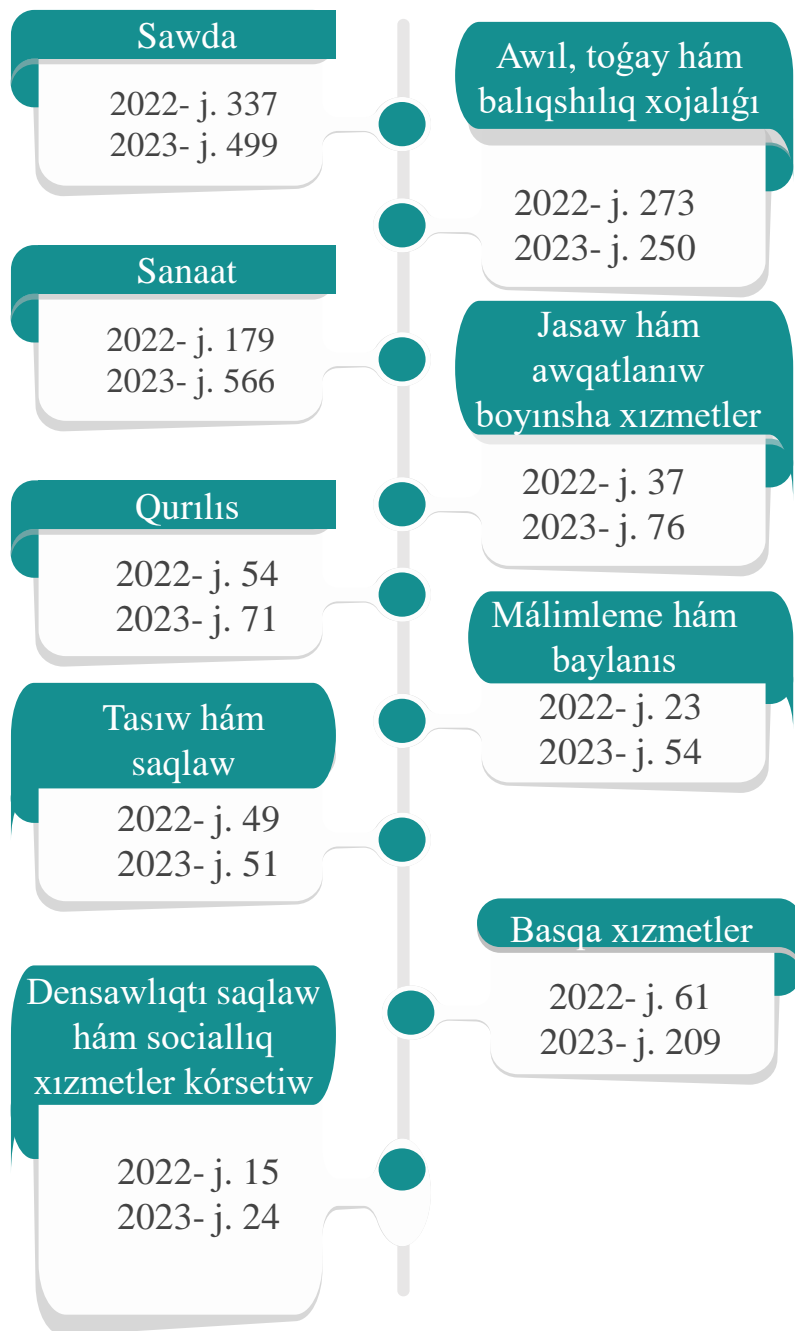 Sawda
2022- j. 337
2023- j. 499
Awıl, toǵay hám
balıqshılıq xojalıǵı
2022- j. 273
2023- j. 250
Sanaat
2022- j. 179
2023- j. 566
Jasaw hám
awqatlanıw
boyınsha xızmetler
2022- j. 37
2023- j. 76
Qurılıs
2022- j. 54
2023- j. 71
Málimleme hám
baylanıs
2022- j. 23
2023- j. 54
Tasıw hám
saqlaw
2022- j. 49
2023- j. 51
Basqa xızmetler
2022- j. 61
2023- j. 209
Densawlıqtı saqlaw
hám sociallıq
xızmetler kórsetiw
2022- j. 15
2023- j. 24